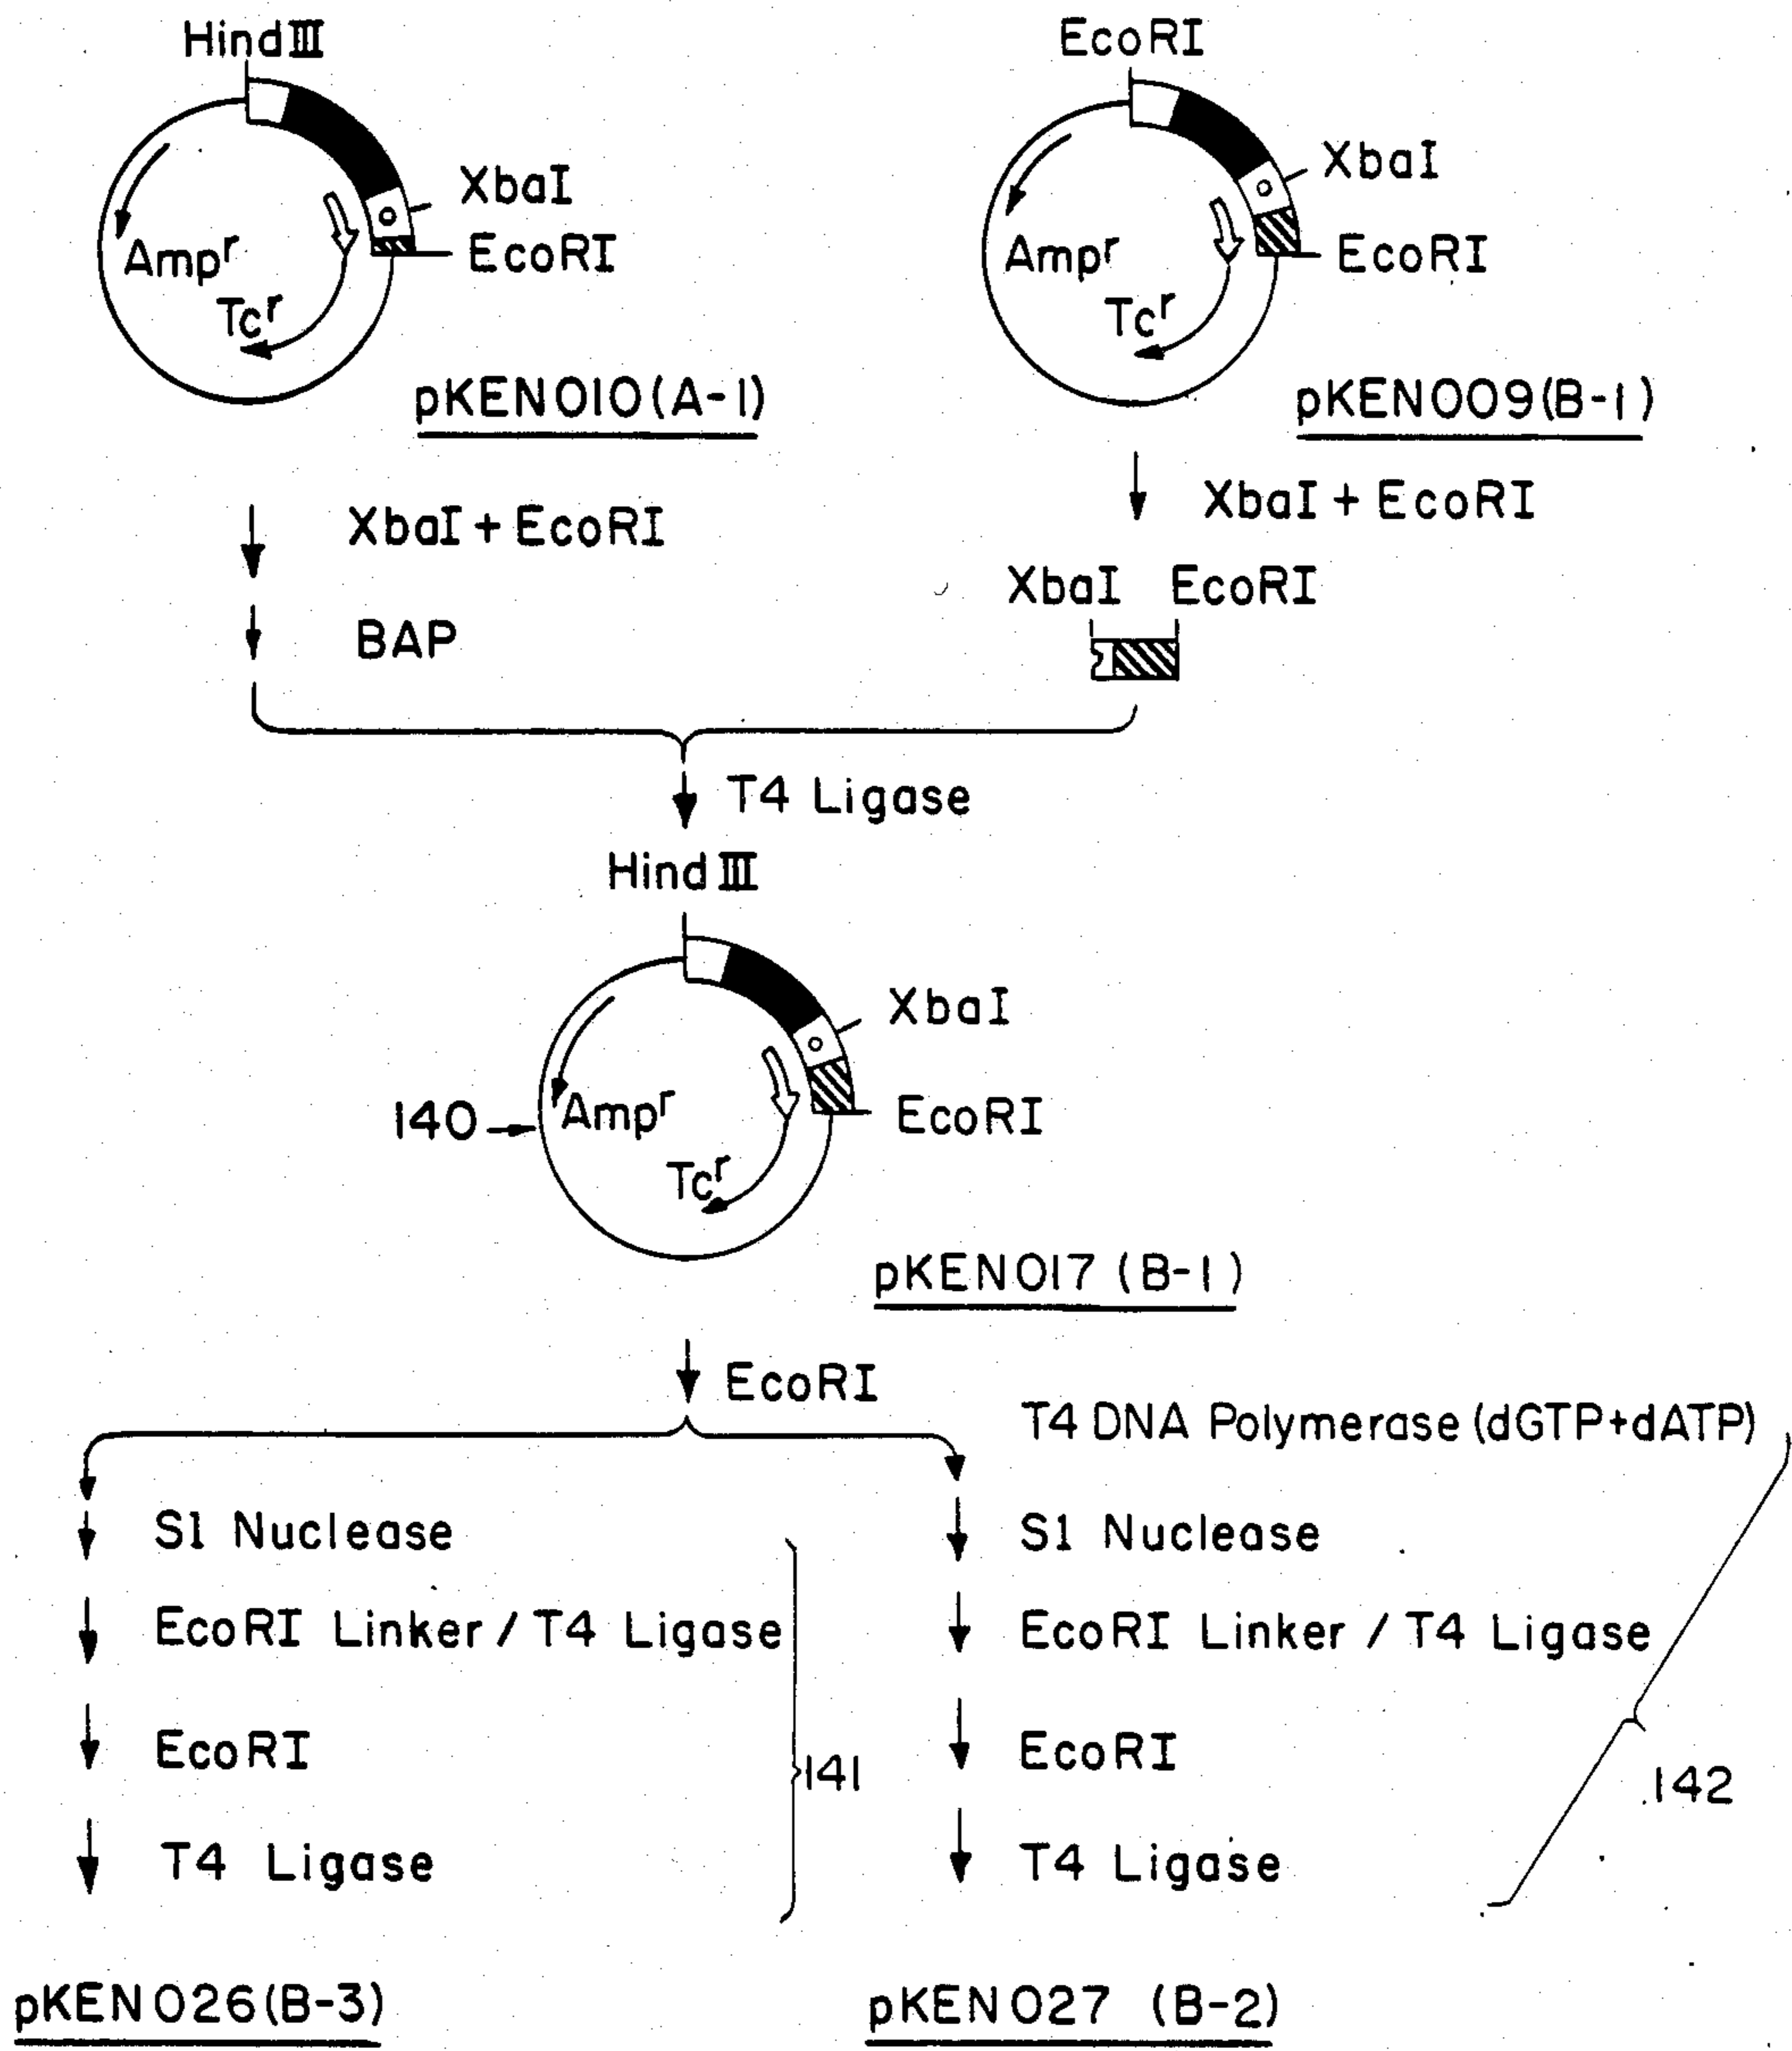 HindIII
XbaI
EcoRI
Ampr
Tcr
pKEN010(A-1)
EcoRI
XbaI
EcoRI
Ampr
Tcr
pKEN009(B-1)
XbaI + EcoRI
BAP
XbaI + EcoRI
XbaI EcoRI
T4 Ligase
HindIII
XbaI
EcoRI
140
Ampr
Tcr
pKEN017 (B-1)
EcoRI
S1 Nuclease
EcoRI Linker / T4 Ligase
EcoRI
T4 Ligase
141
pKEN026(B-3)
T4 DNA Polymerase (dGTP+dATP)
S1 Nuclease
EcoRI Linker / T4 Ligase
EcoRI
T4 Ligase
142
pKEN027 (B-2)